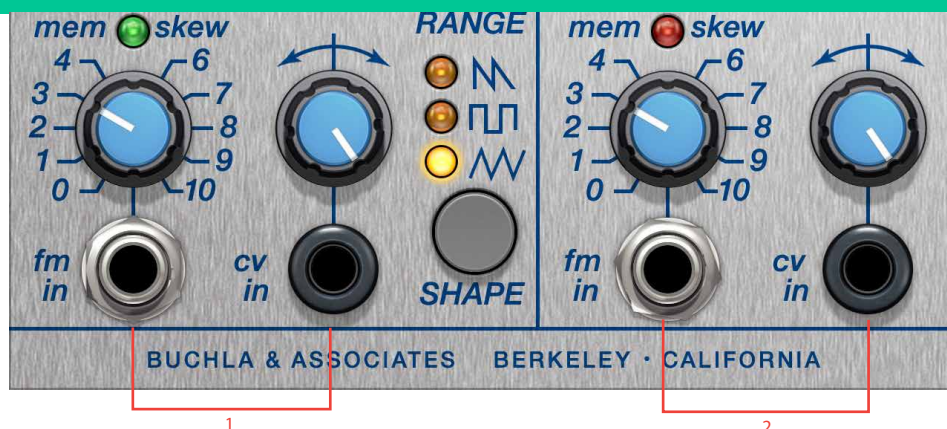 mem skew
RANGE
mem skew
4 6
3 7
2 8
1 9
0 10
4 6
3 7
2 8
1 9
0 10
fm in
cv in
SHAPE
fm in
cv in
BUCHLA & ASSOCIATES BERKELEY · CALIFORNIA
1
2